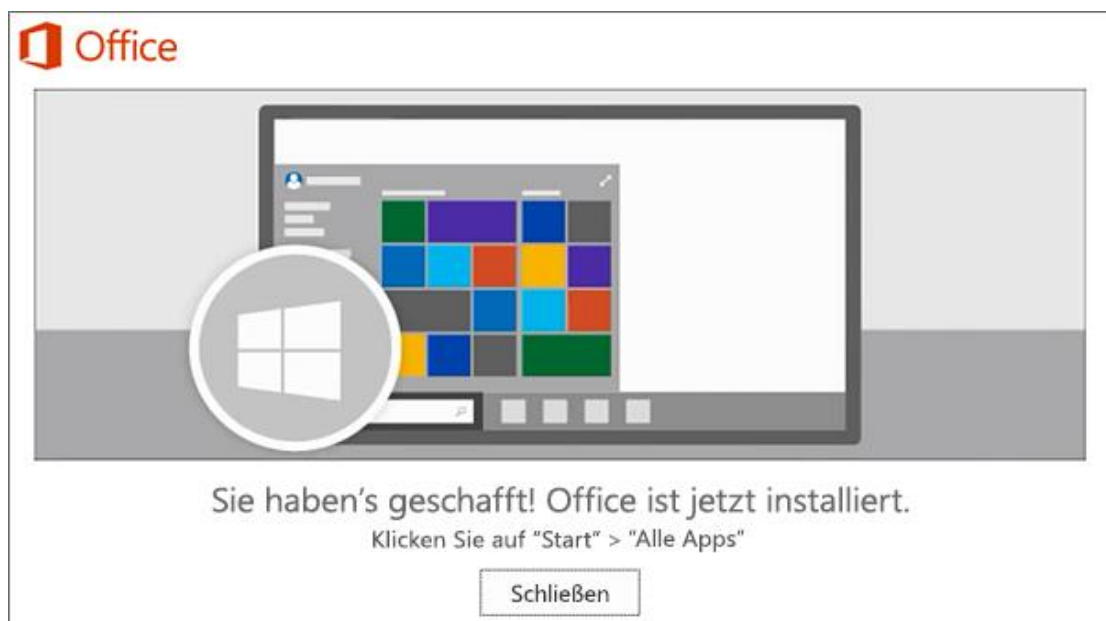 Office
Sie haben's geschafft! Office ist jetzt installiert.
Klicken Sie auf "Start" > "Alle Apps"
Schließen